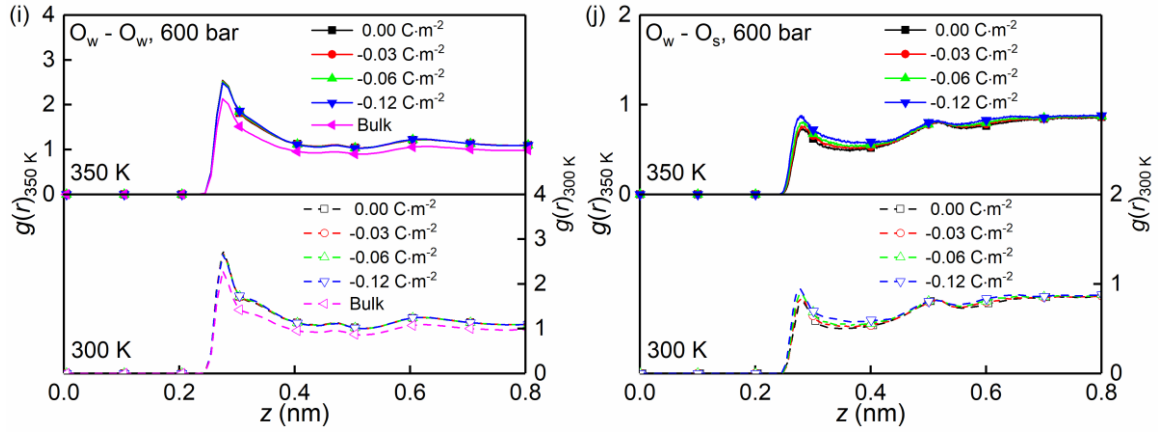 (i)
O_w - O_w, 600 bar
0.00 C·m⁻²
-0.03 C·m⁻²
-0.06 C·m⁻²
-0.12 C·m⁻²
Bulk
350 K
4
3
2
1
0
g(r)350 K
0.00 C·m⁻²
-0.03 C·m⁻²
-0.06 C·m⁻²
-0.12 C·m⁻²
Bulk
300 K
4
3
2
1
0
g(r)300 K
0.0 0.2 0.4 0.6 0.8
z (nm)
(j)
O_w - O_s, 600 bar
0.00 C·m⁻²
-0.03 C·m⁻²
-0.06 C·m⁻²
-0.12 C·m⁻²
350 K
2
1
0
g(r)350 K
0.00 C·m⁻²
-0.03 C·m⁻²
-0.06 C·m⁻²
-0.12 C·m⁻²
300 K
2
1
0
g(r)300 K
0.0 0.2 0.4 0.6 0.8
z (nm)